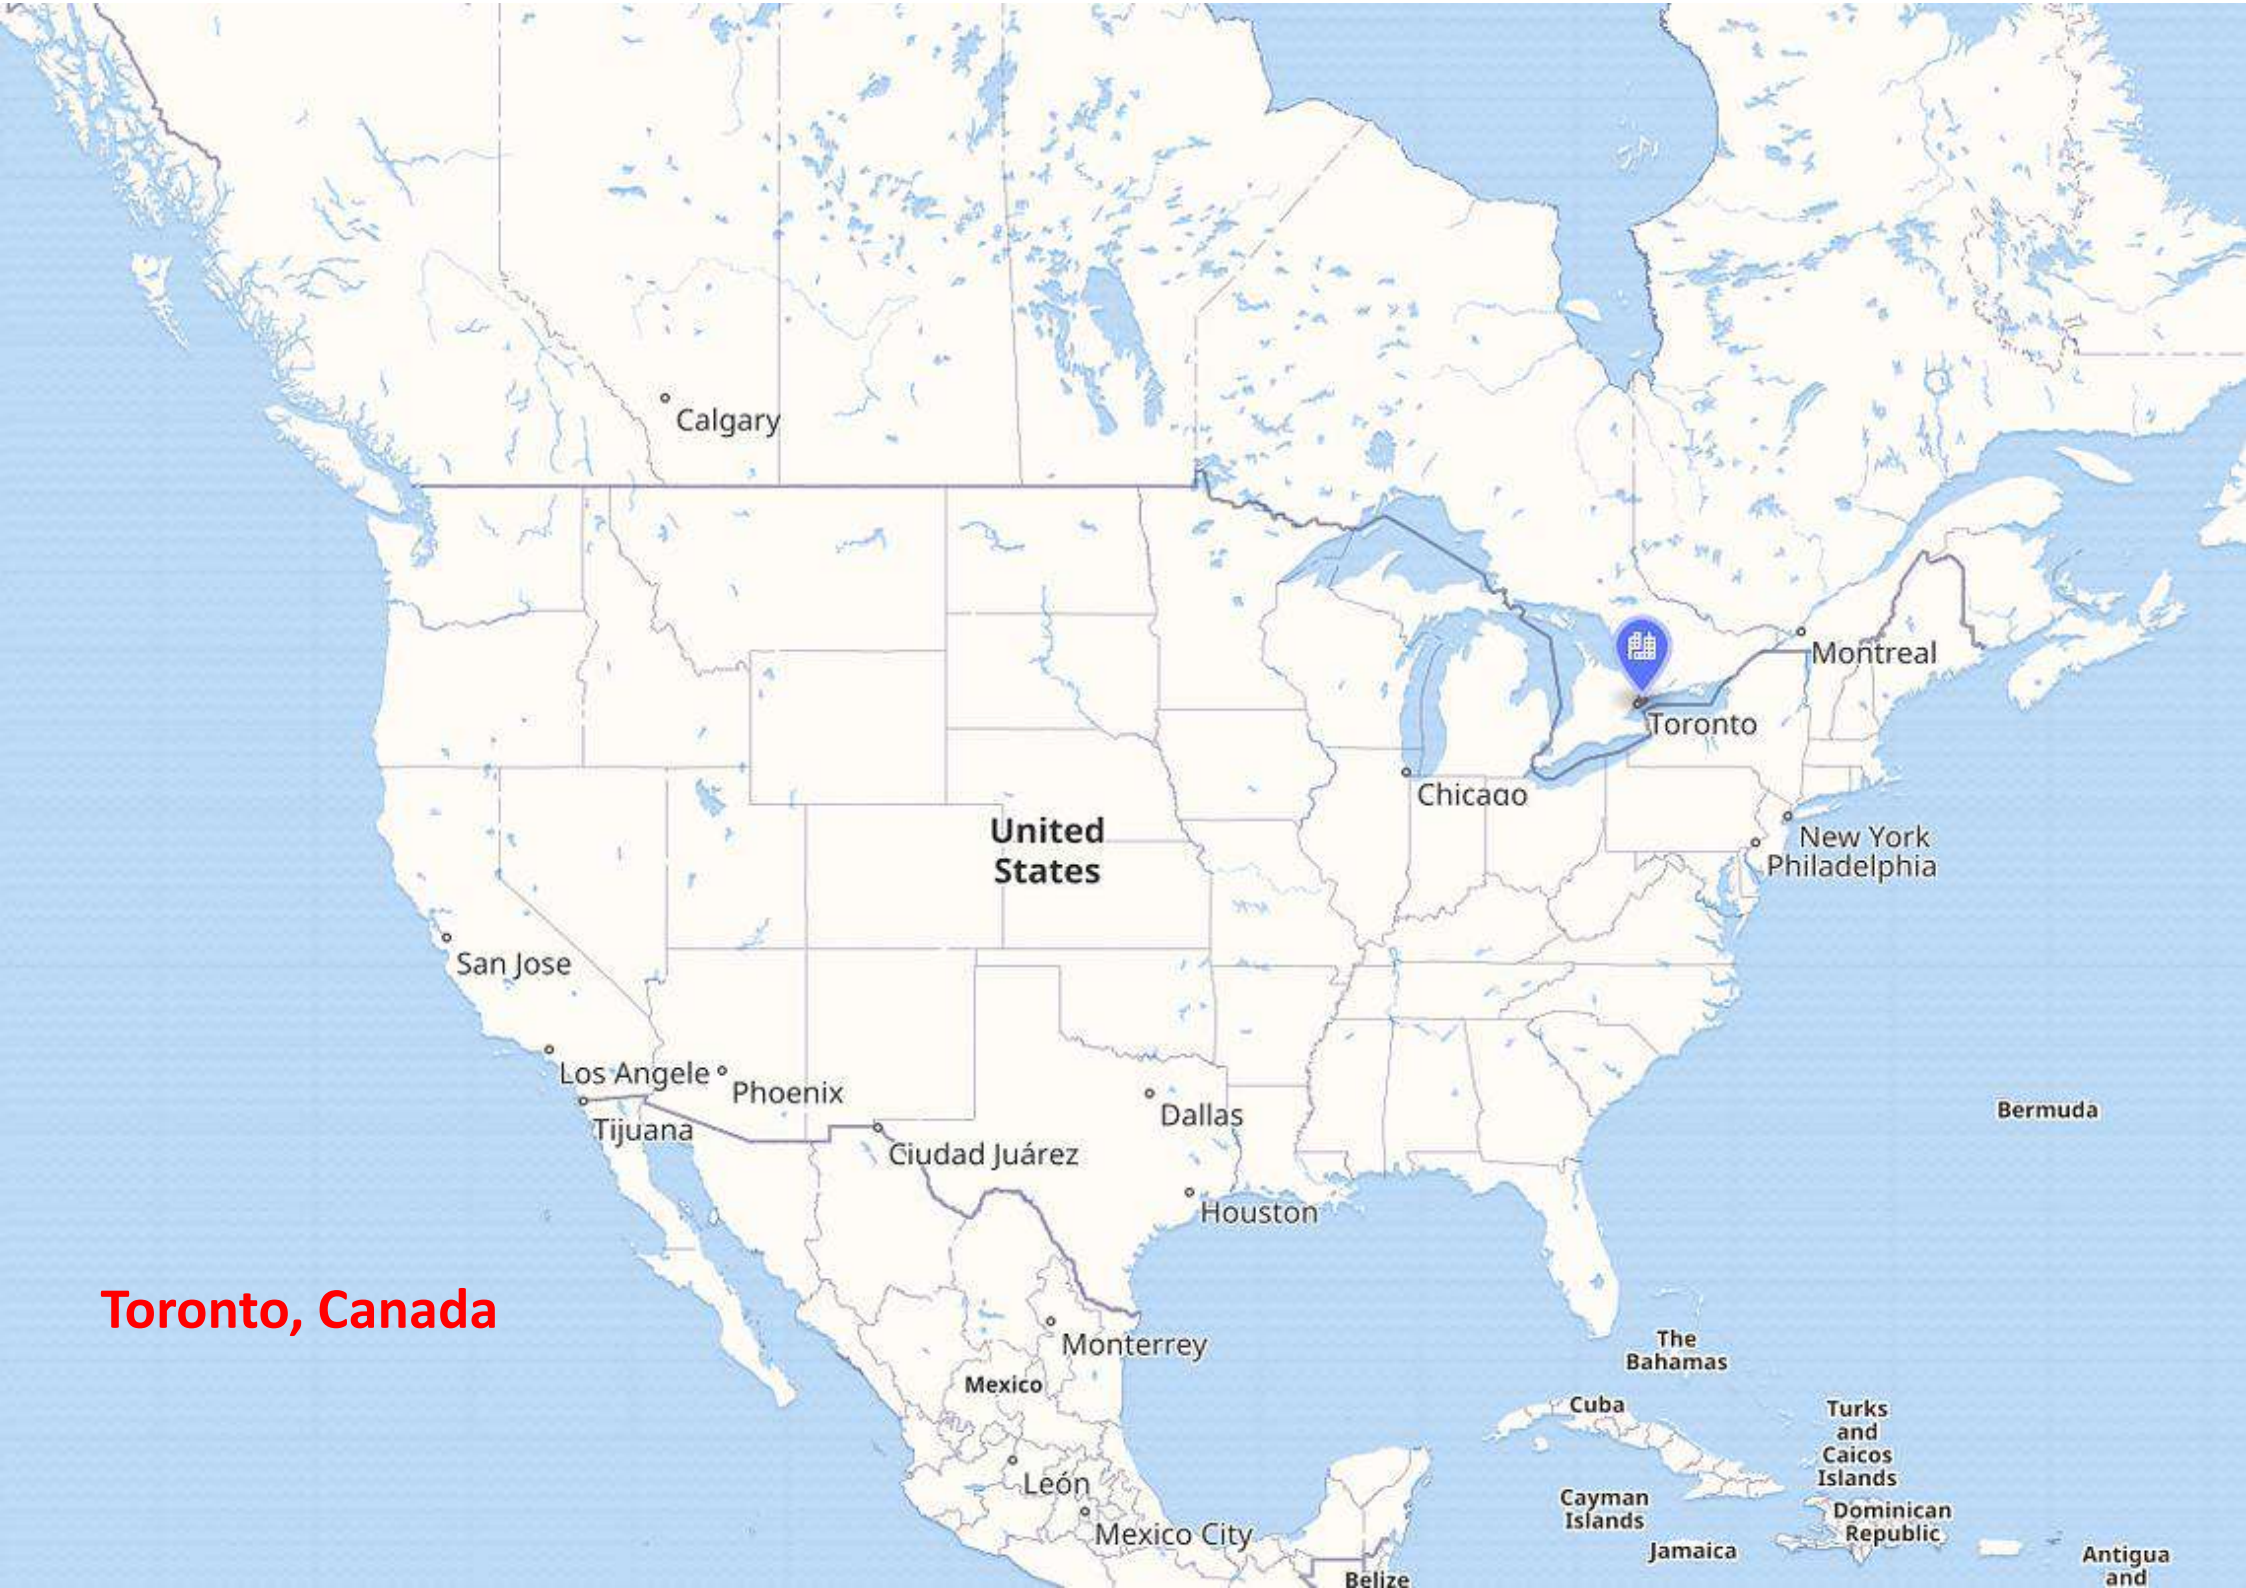 Calgary
Montreal
Toronto
Chicago
United
States
New York
Philadelphia
San Jose
Los Angele
Phoenix
Tijuana
Dallas
Ciudad Juárez
Bermuda
Houston
Toronto, Canada
Monterrey
The
Bahamas
Mexico
Cuba
Turks
and
Caicos
Islands
León
Cayman
Islands
Dominican
Republic
Mexico City
Jamaica
Antigua
and
Belize